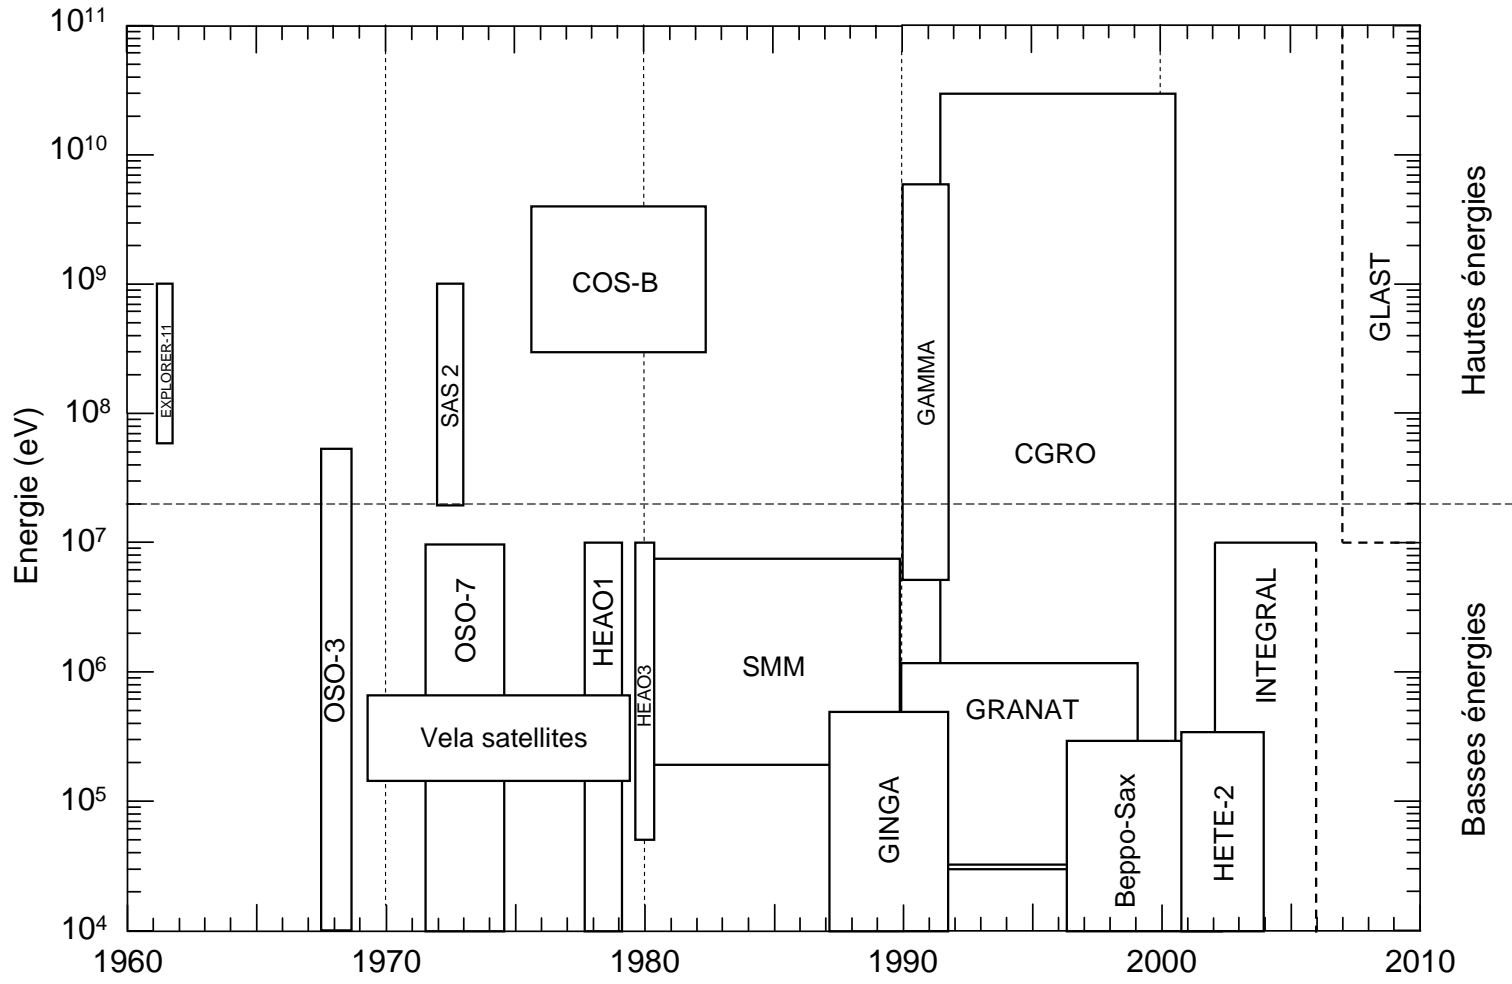 10¹¹
10¹⁰
10⁹
10⁸
10⁷
10⁶
10⁵
10⁴
Energie (eV)
1960
1970
1980
1990
2000
2010
EXPLORER-11
OSO-3
SAS 2
OSO-7
Vela satellites
COS-B
HEAO1
HEAO3
SMM
GINGA
GAMMA
CGRO
GRANAT
Beppo-Sax
HETE-2
INTEGRAL
GLAST
Hautes énergies
Basses énergies